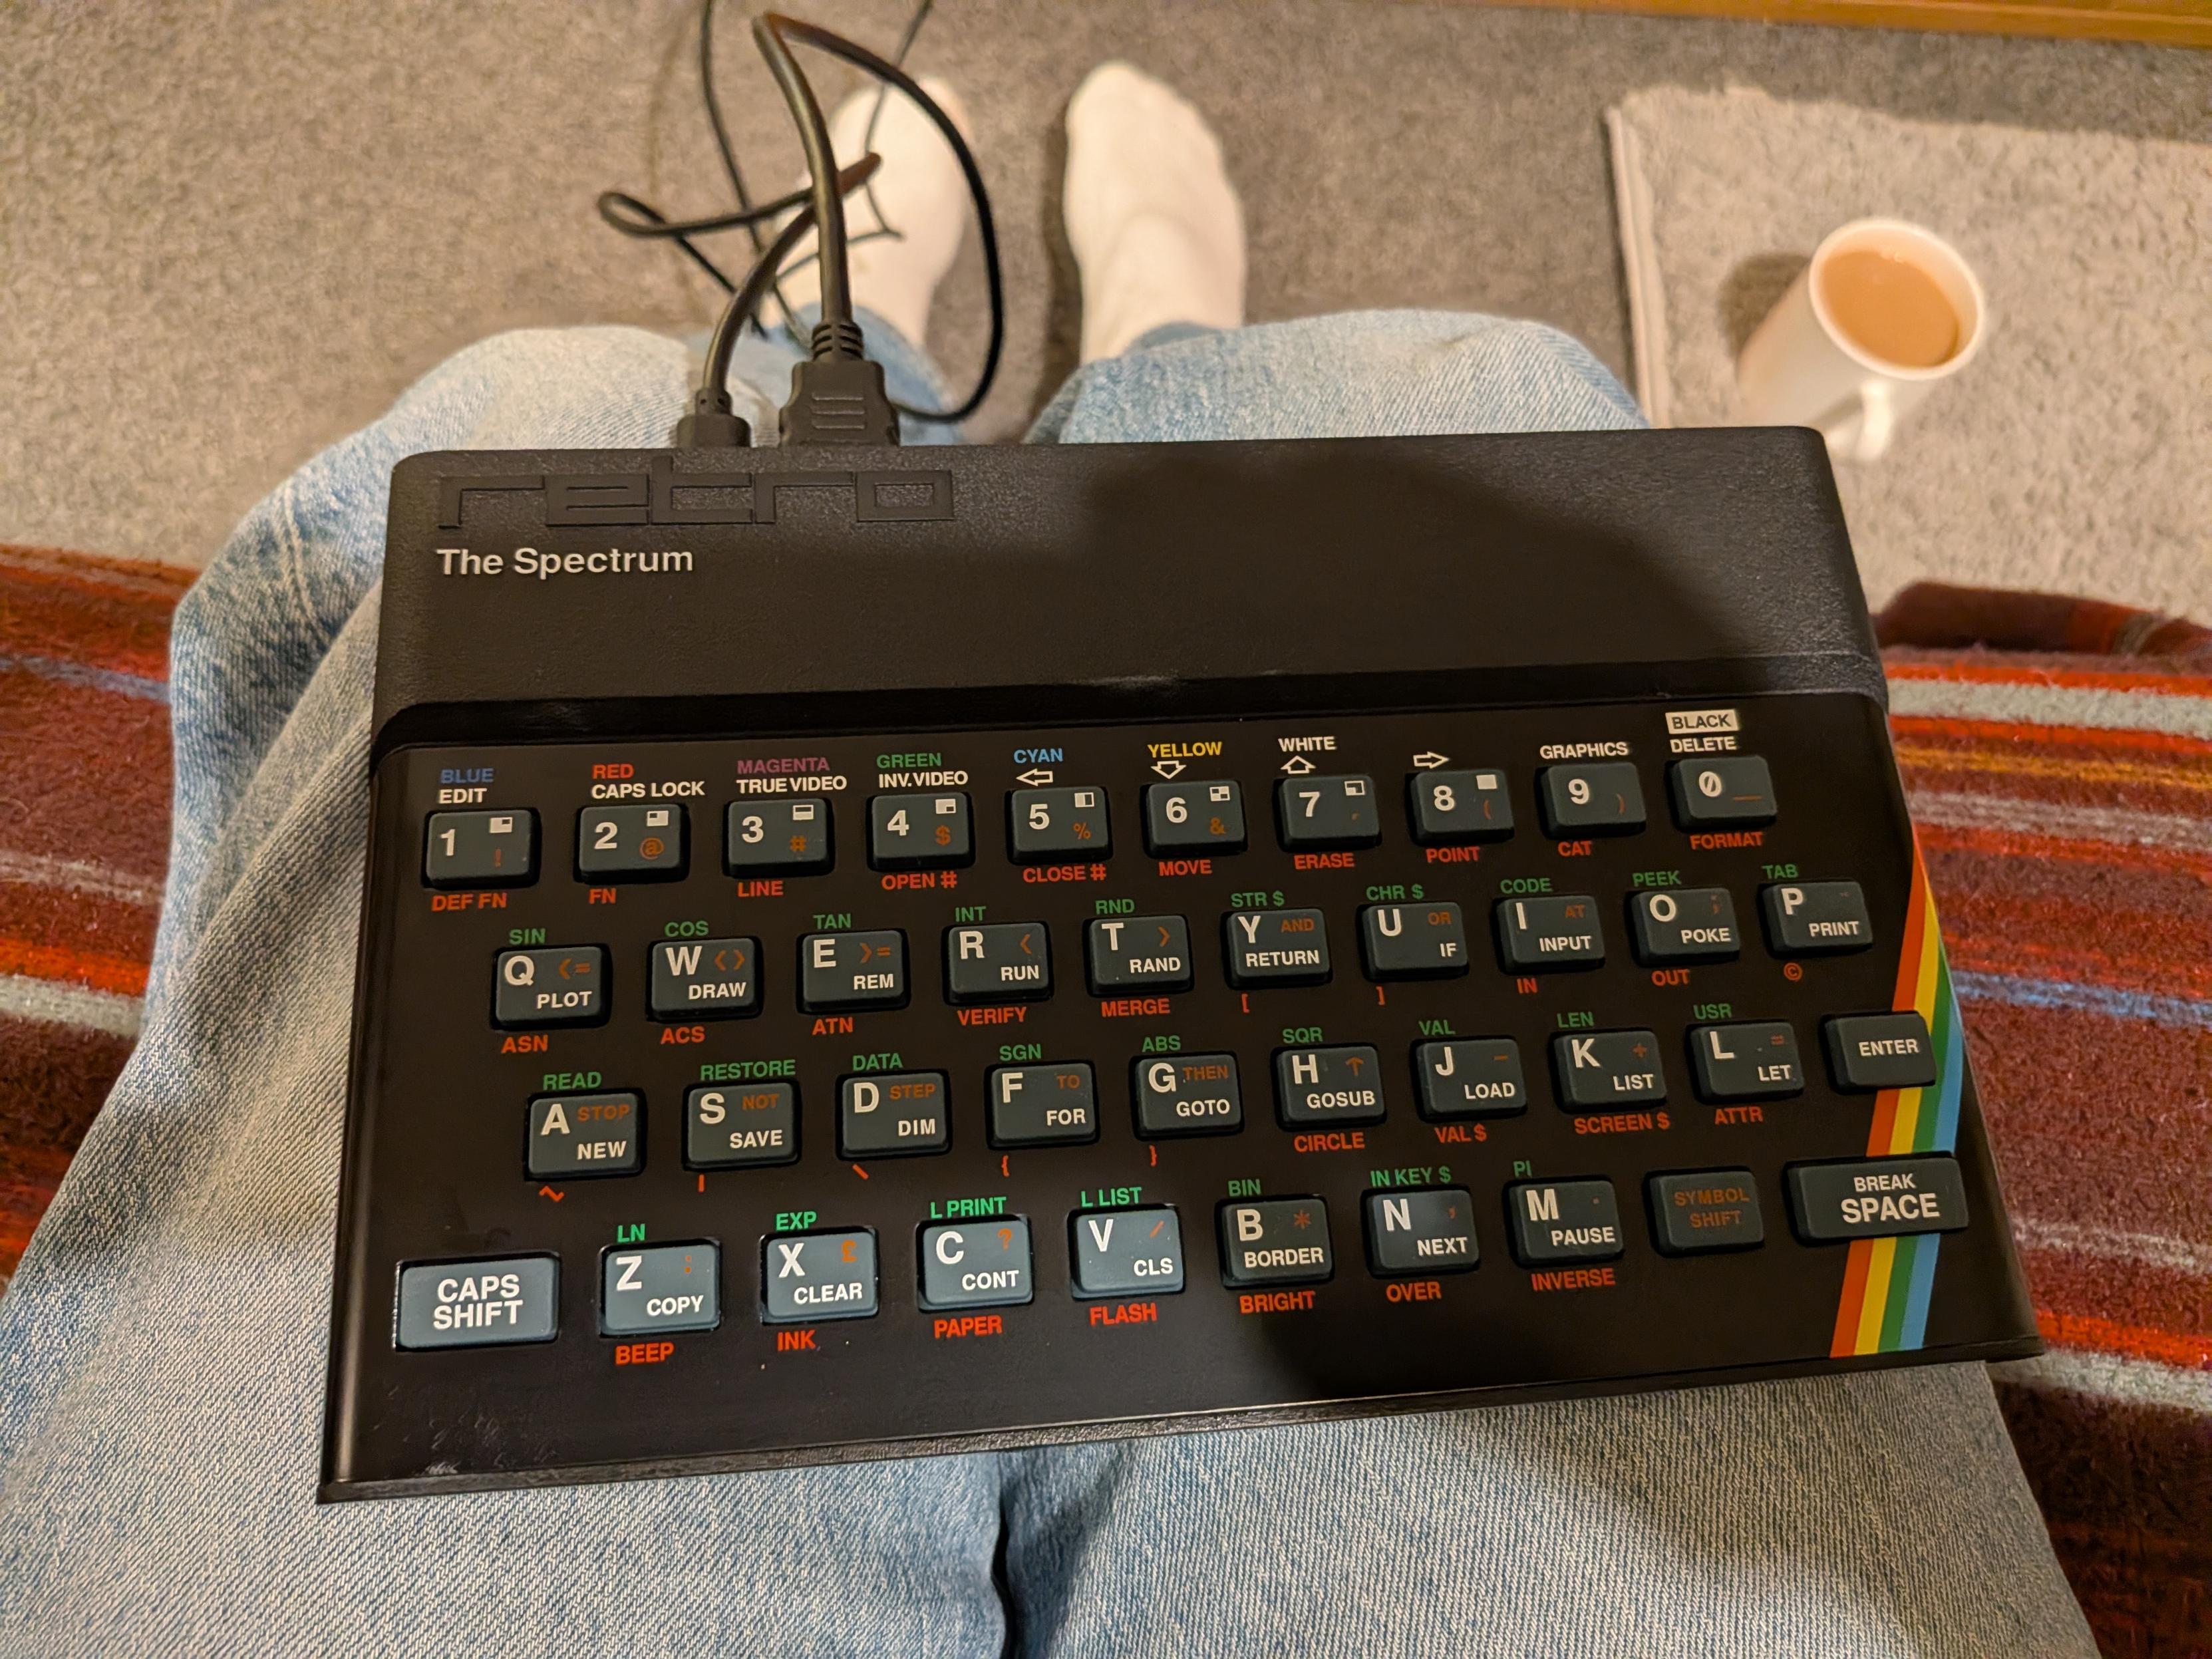 retro
The Spectrum
BLUE RED MAGENTA GREEN CYAN YELLOW WHITE BLACK
EDIT CAPS LOCK TRUE VIDEO INV. VIDEO GRAPHICS DELETE
1 ! 2 @ 3 # 4 $ 5 % 6 & 7 ' 8 ( 9 ) 0 _
DEF FN FN LINE OPEN # CLOSE # MOVE ERASE POINT CAT FORMAT
SIN COS TAN INT RND STR $ CHR $ CODE PEEK TAB
Q <= W <> E >= R < T > Y AND U OR I AT O ; P "
PLOT DRAW REM RUN RAND RETURN IF INPUT POKE PRINT
ASN ACS ATN VERIFY MERGE [ ] IN OUT ©
READ RESTORE DATA SGN ABS SQR VAL LEN USR
A STOP S NOT D STEP F TO G THEN H ↑ J - K + L = ENTER
NEW SAVE DIM FOR GOTO GOSUB LOAD LIST LET
~ | \ { } CIRCLE VAL $ SCREEN $ ATTR
LN EXP L PRINT L LIST BIN IN KEY $ PI
CAPS Z : X £ C ? V / B * N , M . SYMBOL BREAK
SHIFT COPY CLEAR CONT CLS BORDER NEXT PAUSE SHIFT SPACE
BEEP INK PAPER FLASH BRIGHT OVER INVERSE